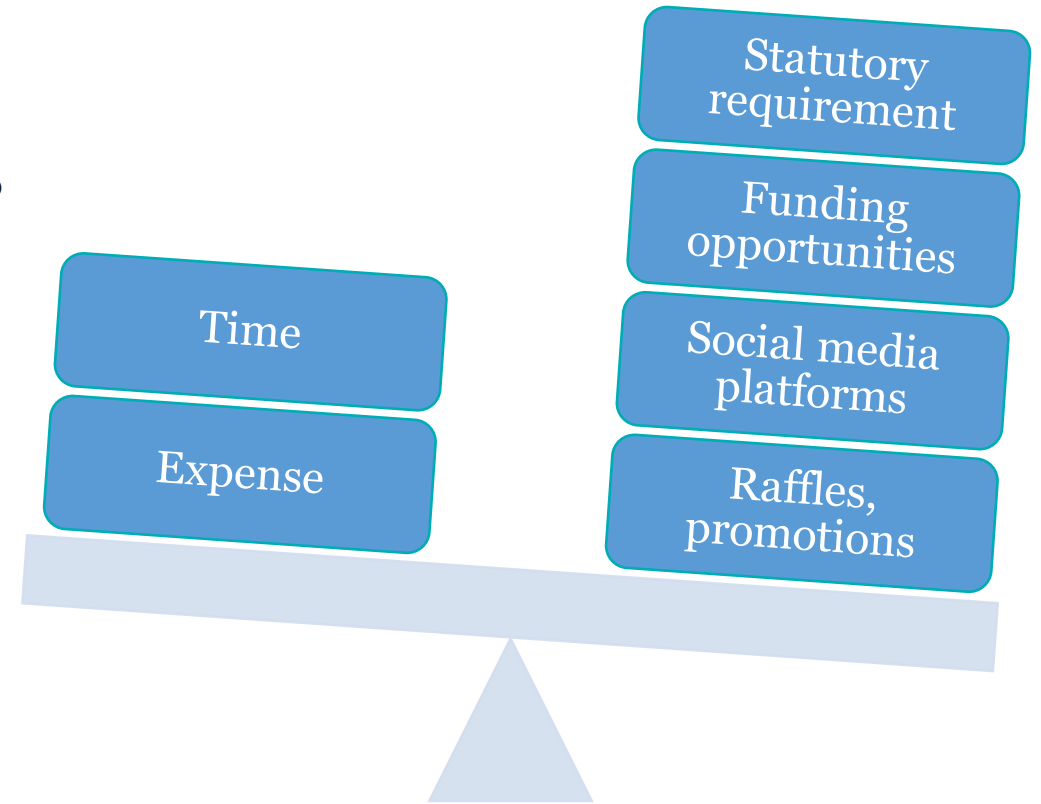 Time
Expense
Statutory
requirement
Funding
opportunities
Social media
platforms
Raffles,
promotions